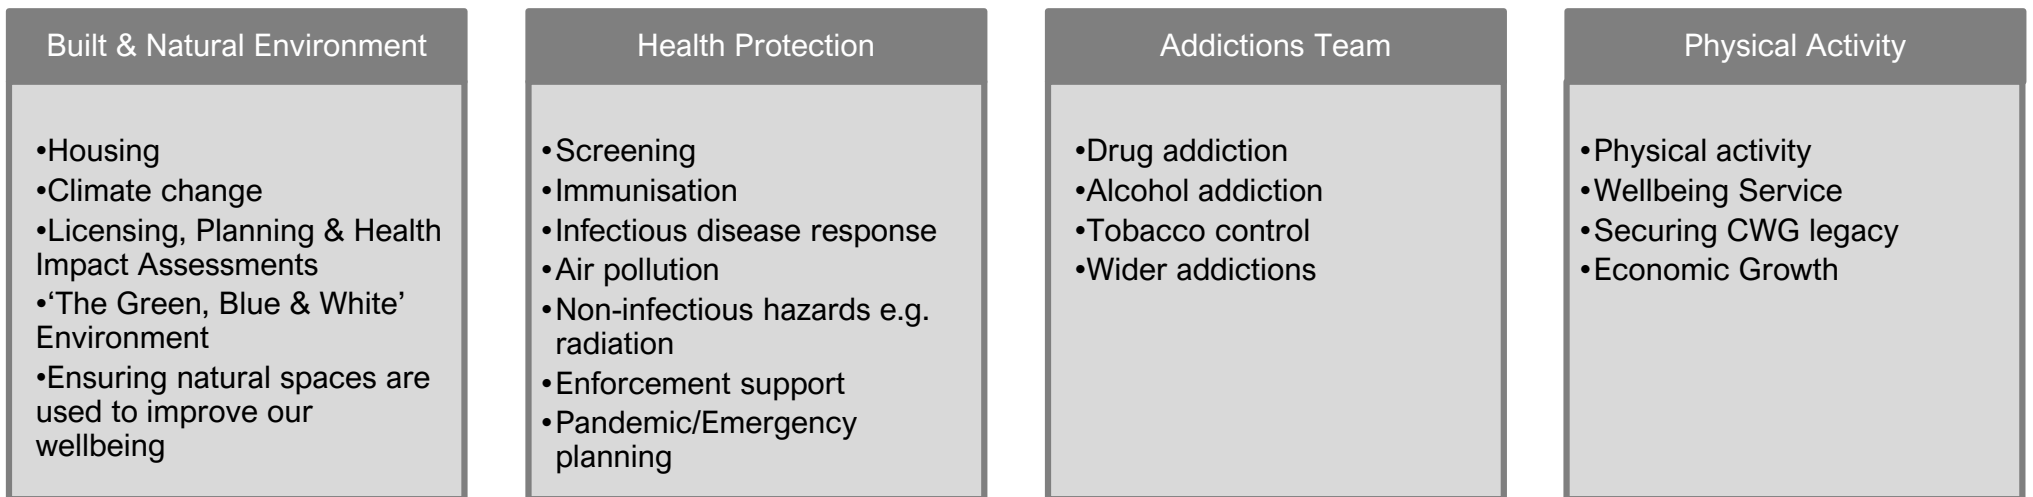 Built & Natural Environment
•Housing
•Climate change
•Licensing, Planning & Health
Impact Assessments
•‘The Green, Blue & White’
Environment
•Ensuring natural spaces are
used to improve our
wellbeing
Health Protection
•Screening
•Immunisation
•Infectious disease response
•Air pollution
•Non-infectious hazards e.g.
radiation
•Enforcement support
•Pandemic/Emergency
planning
Addictions Team
•Drug addiction
•Alcohol addiction
•Tobacco control
•Wider addictions
Physical Activity
•Physical activity
•Wellbeing Service
•Securing CWG legacy
•Economic Growth